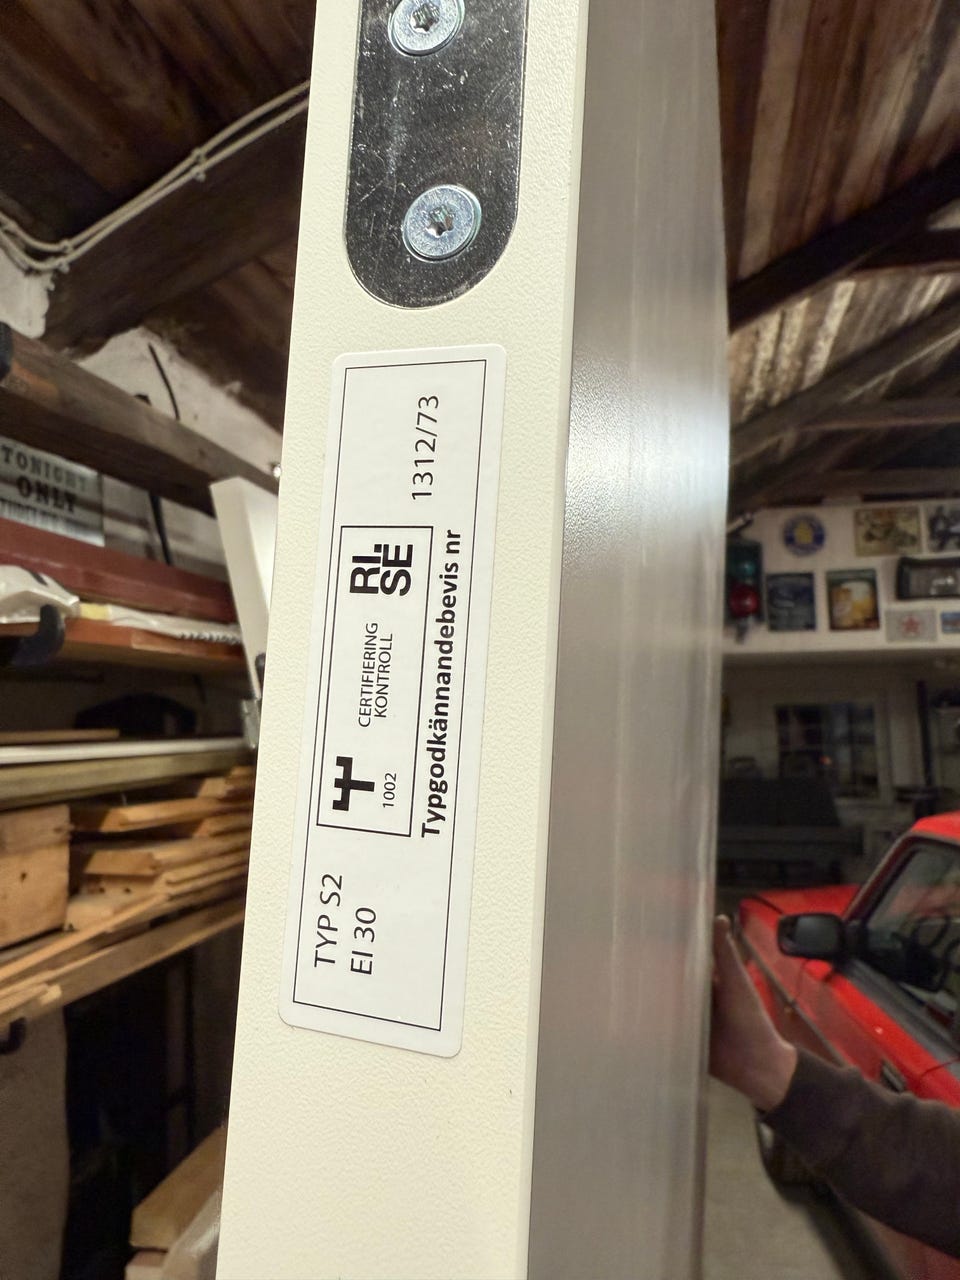 TYP S2
EI 30
1002
CERTIFIERING
KONTROLL
RI.
SE
Typgodkännandebevis nr
1312/73
TONIGHT
ONLY